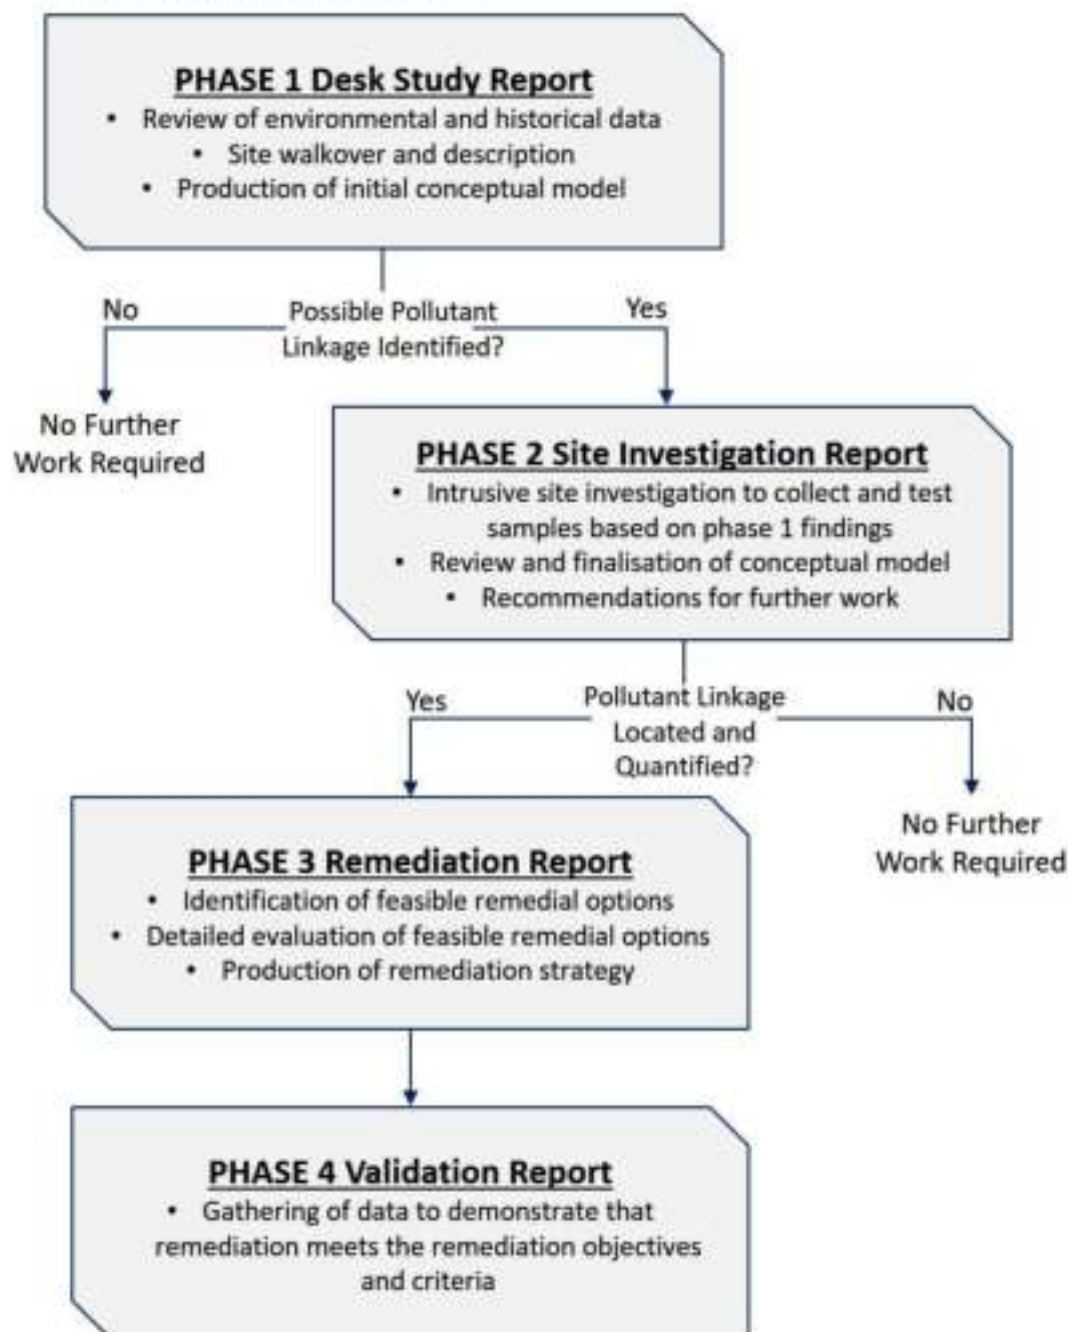 PHASE 1 Desk Study Report
• Review of environmental and historical data
• Site walkover and description
• Production of initial conceptual model
No
Possible Pollutant
Linkage Identified?
Yes
No Further
Work Required
PHASE 2 Site Investigation Report
• Intrusive site investigation to collect and test
samples based on phase 1 findings
• Review and finalisation of conceptual model
• Recommendations for further work
Yes
Pollutant Linkage
Located and
Quantified?
No
No Further
Work Required
PHASE 3 Remediation Report
• Identification of feasible remedial options
• Detailed evaluation of feasible remedial options
• Production of remediation strategy
PHASE 4 Validation Report
• Gathering of data to demonstrate that
remediation meets the remediation objectives
and criteria